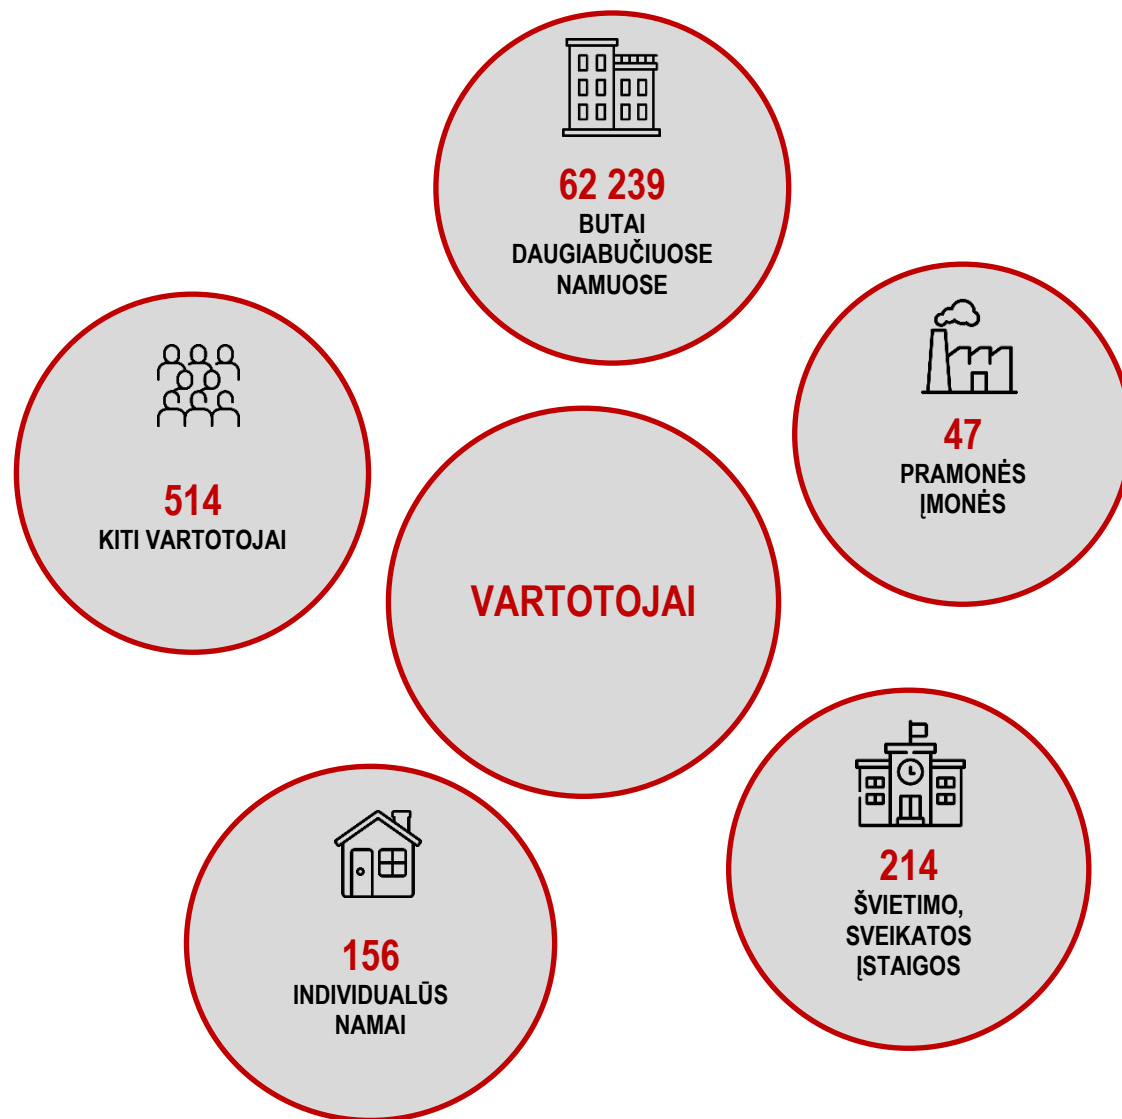 62 239
BUTAI
DAUGIABUČIUOSE
NAMUOSE
47
PRAMONĖS
ĮMONĖS
514
KITI VARTOTOJAI
VARTOTOJAI
214
ŠVIETIMO,
SVEIKATOS
ĮSTAIGOS
156
INDIVIDUALŪS
NAMAI